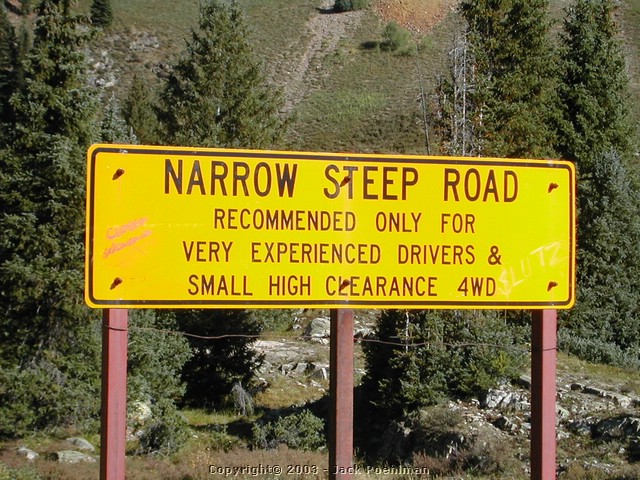 NARROW STEEP ROAD
RECOMMENDED ONLY FOR
VERY EXPERIENCED DRIVERS &
SMALL HIGH CLEARANCE 4WD
SLUTZ
Copyright© 2003 - Jack Poehlman